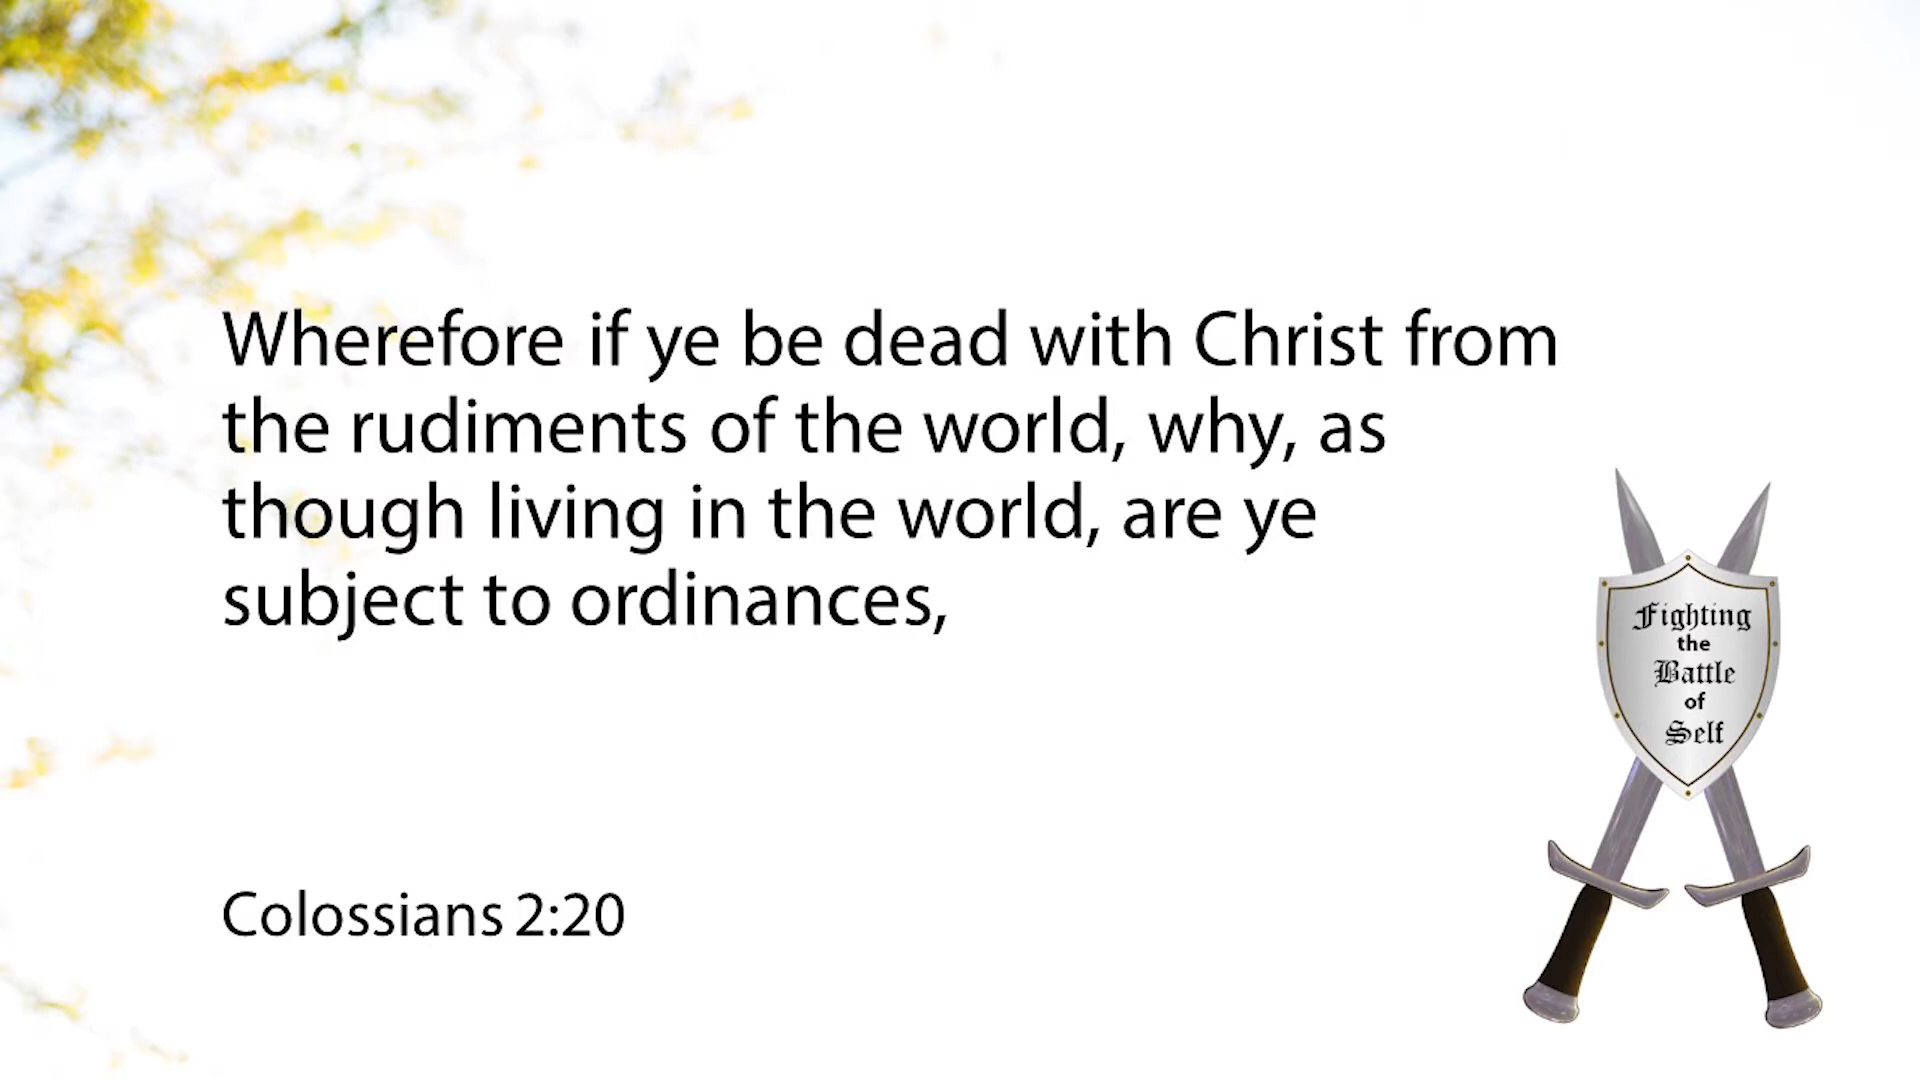 Wherefore if ye be dead with Christ from
the rudiments of the world, why, as
though living in the world, are ye
subject to ordinances,
Fighting
the
Battle
of
Self
Colossians 2:20